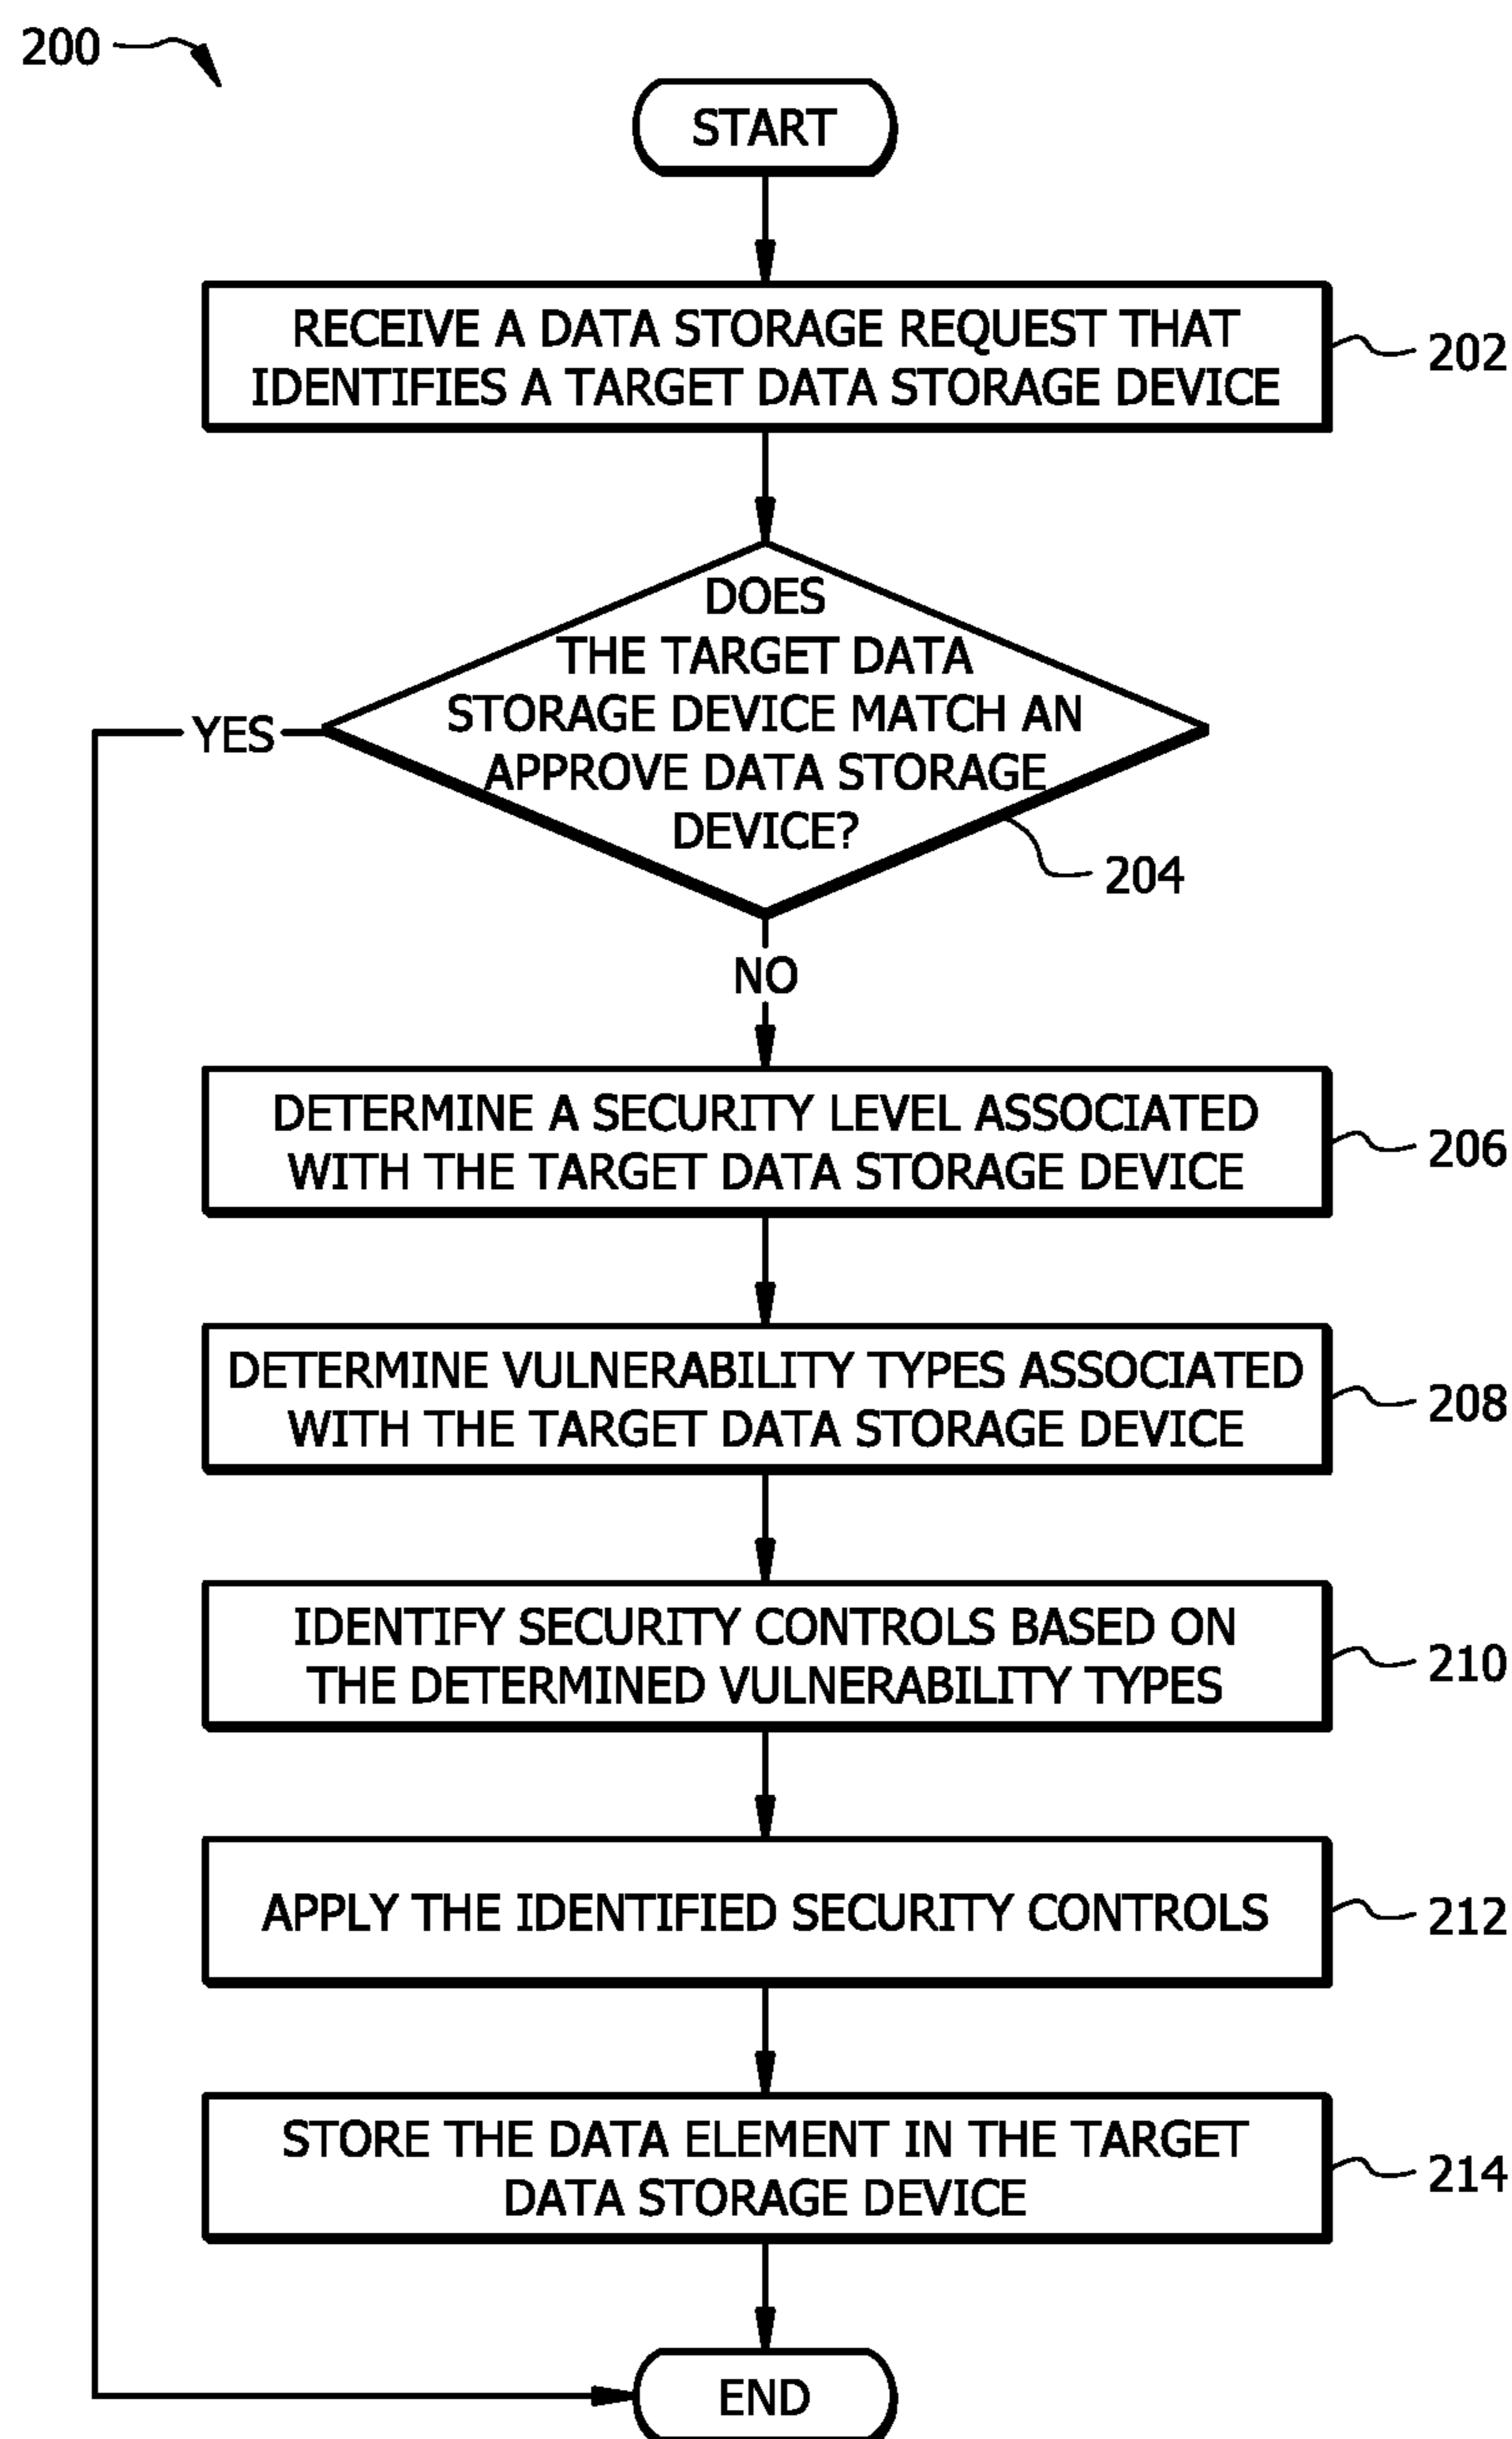 200
START
RECEIVE A DATA STORAGE REQUEST THAT
IDENTIFIES A TARGET DATA STORAGE DEVICE
202
DOES
THE TARGET DATA
STORAGE DEVICE MATCH AN
APPROVE DATA STORAGE
DEVICE?
YES
204
NO
DETERMINE A SECURITY LEVEL ASSOCIATED
WITH THE TARGET DATA STORAGE DEVICE
206
DETERMINE VULNERABILITY TYPES ASSOCIATED
WITH THE TARGET DATA STORAGE DEVICE
208
IDENTIFY SECURITY CONTROLS BASED ON
THE DETERMINED VULNERABILITY TYPES
210
APPLY THE IDENTIFIED SECURITY CONTROLS
212
STORE THE DATA ELEMENT IN THE TARGET
DATA STORAGE DEVICE
214
END